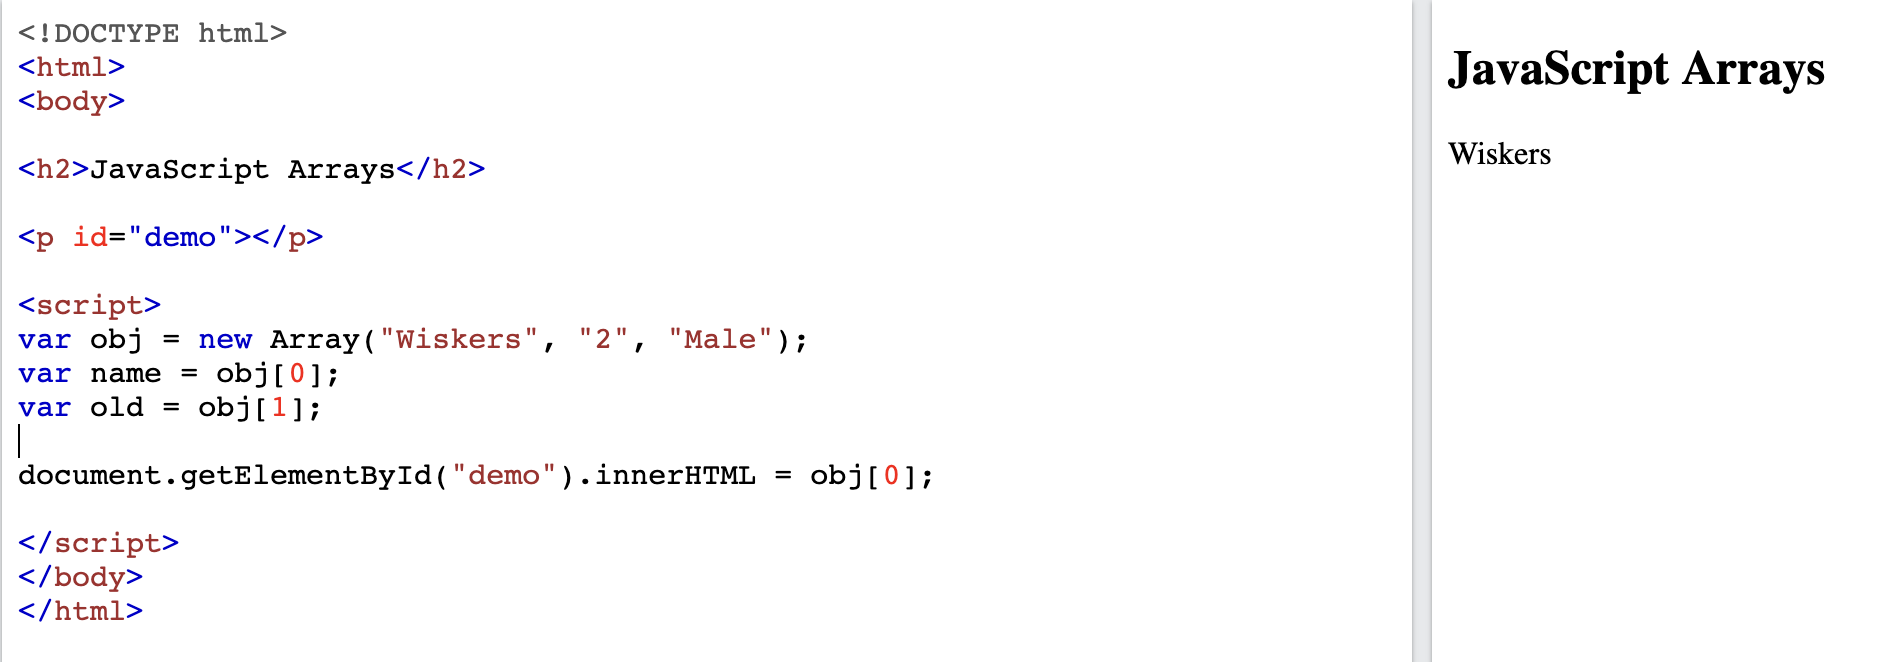 <!DOCTYPE html>
<html>
<body>
<h2>JavaScript Arrays</h2>
<p id="demo"></p>
<script>
var obj = new Array("Wiskers", "2", "Male");
var name = obj[0];
var old = obj[1];
document.getElementById("demo").innerHTML = obj[0];
</script>
</body>
</html>
JavaScript Arrays
Wiskers